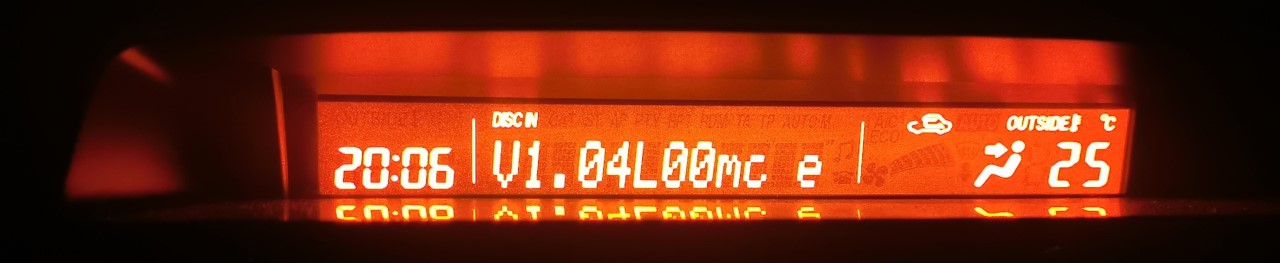 DISC IN
OUTSIDE °C
20:06 V1.04L00mc e 25